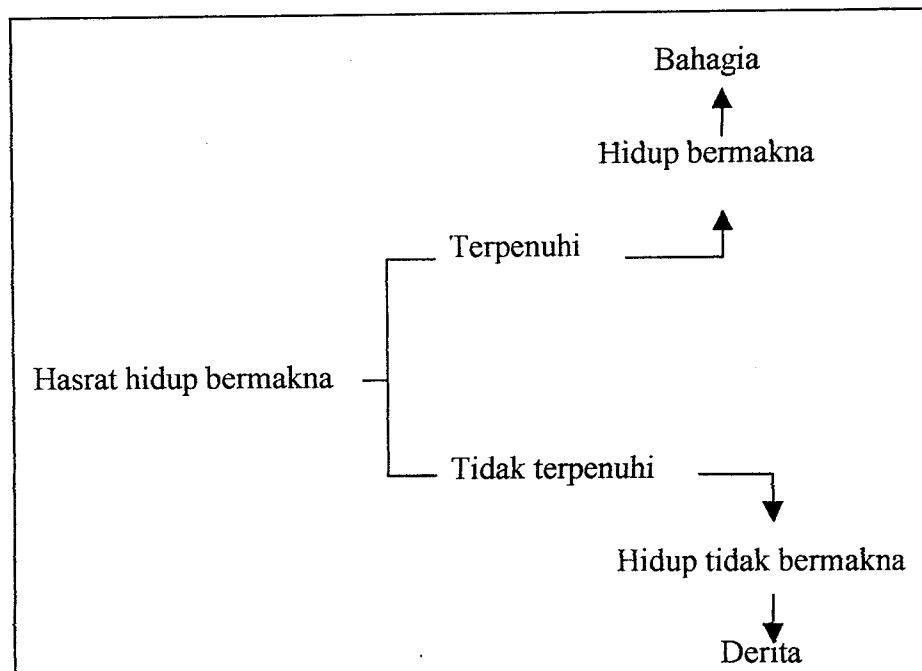 Bahagia
Hidup bermakna
Terpenuhi
Hasrat hidup bermakna
Tidak terpenuhi
Hidup tidak bermakna
Derita